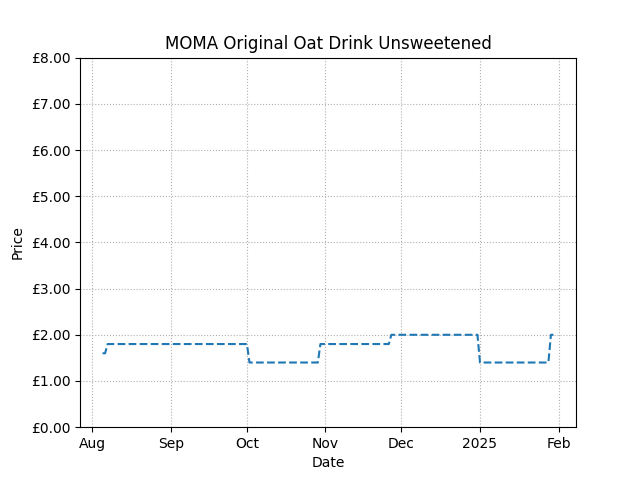 MOMA Original Oat Drink Unsweetened
£8.00
£7.00
£6.00
£5.00
£4.00
£3.00
£2.00
£1.00
£0.00
Price
Aug Sep Oct Nov Dec 2025 Feb
Date